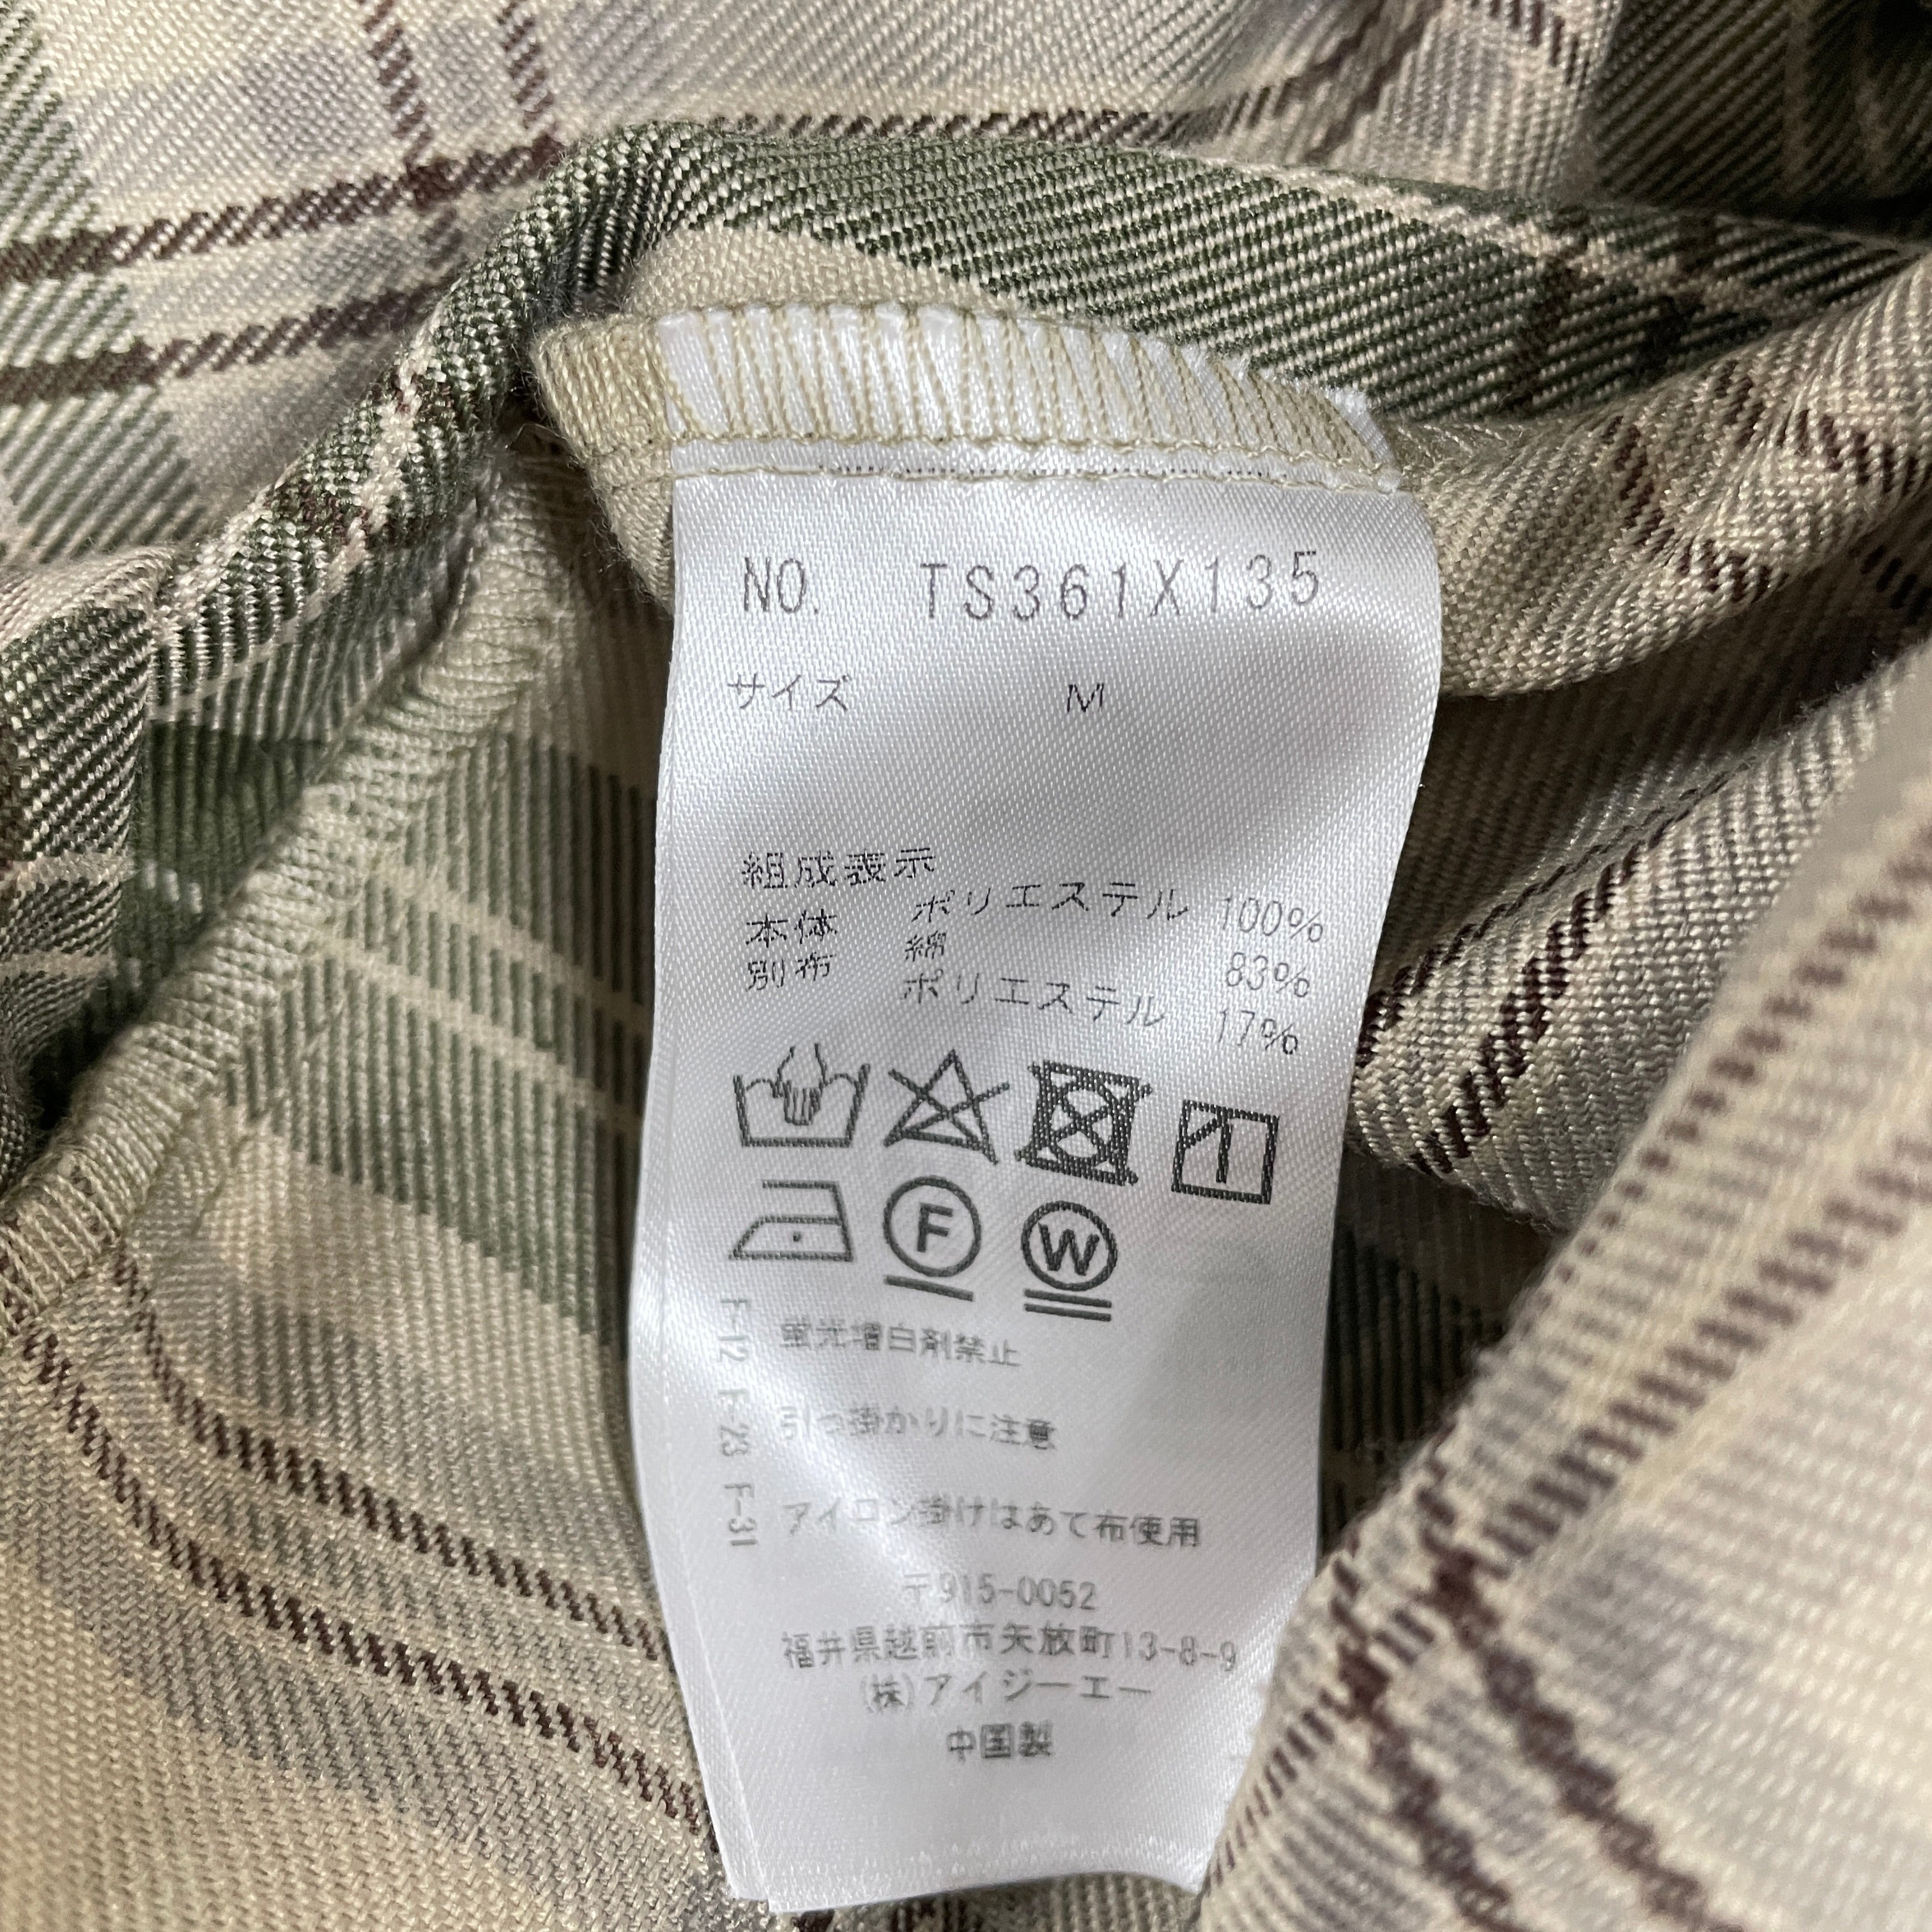 NO. TS361X135
サイズ M
組成表示
本体 ポリエステル 100%
別布 綿 83%
ポリエステル 17%
F
W
蛍光増白剤禁止
引っ掛かりに注意
アイロン掛けはあて布使用
F-12 F-23 F-31
〒915-0052
福井県越前市矢放町13-8-9
(株)アイジーエー
中国製